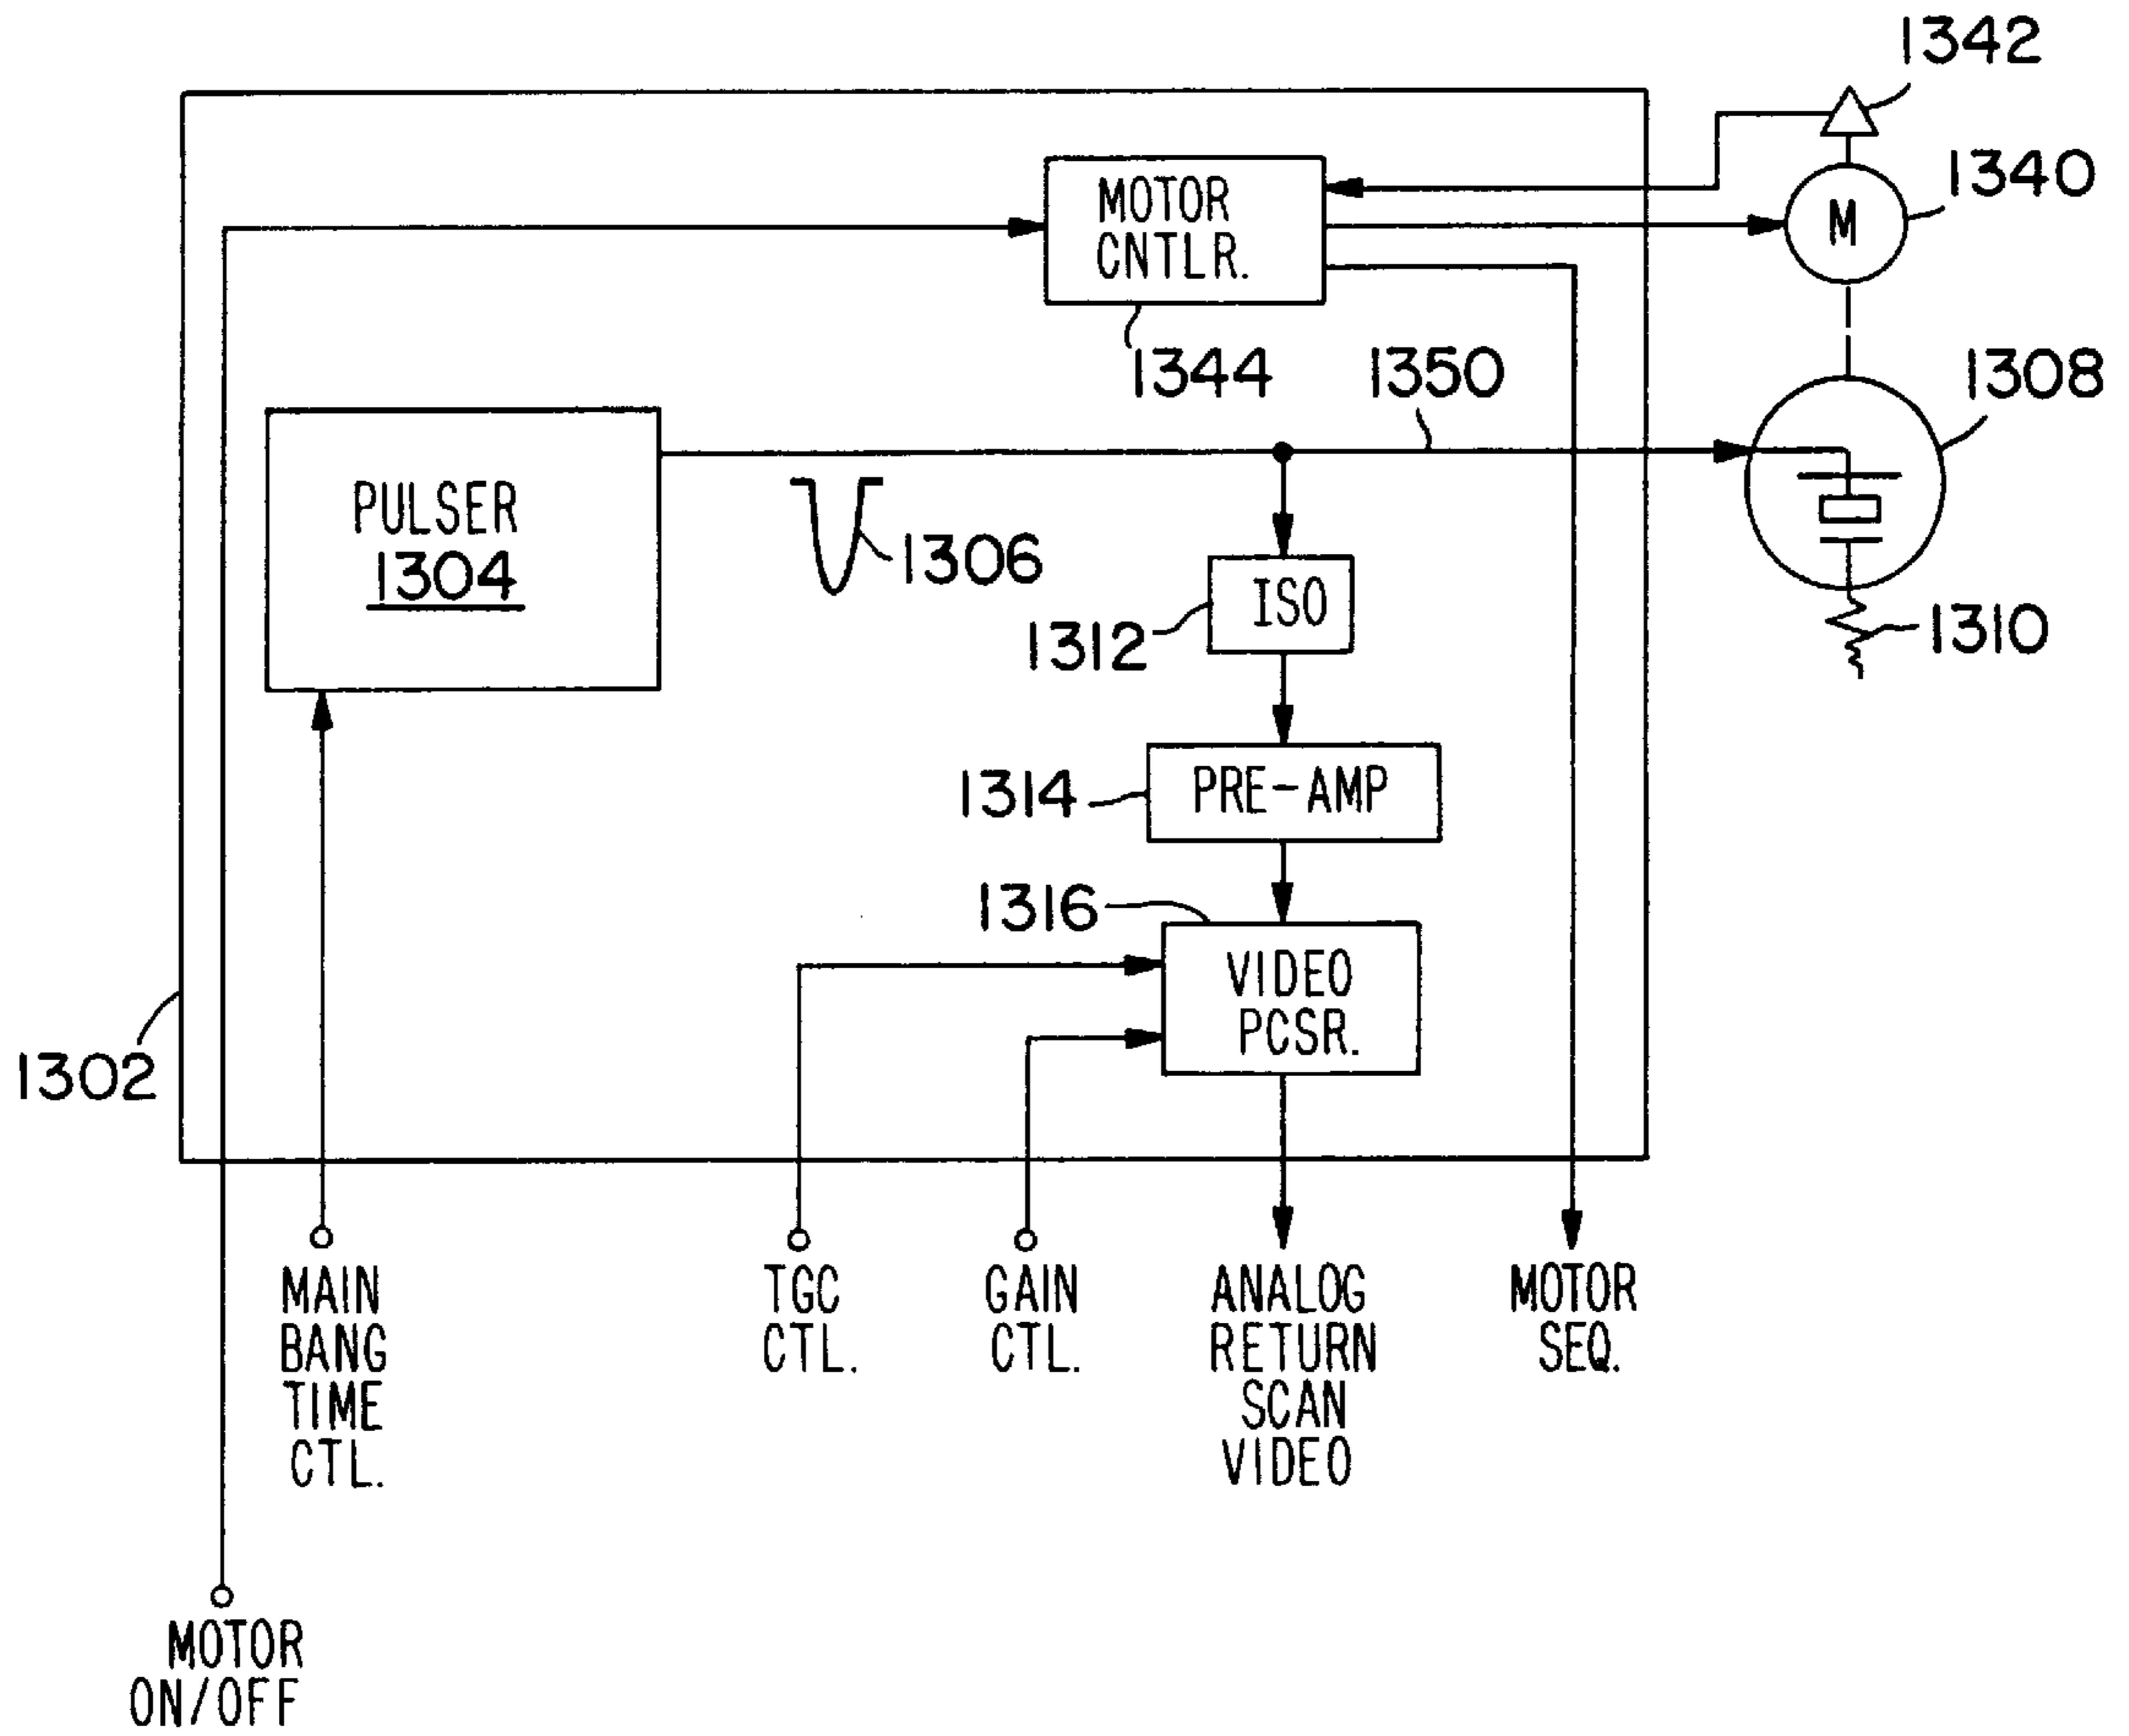 1342
MOTOR
CNTLR.
M
1340
1344
1350
1308
PULSER
1304
1306
ISO
1312
1310
1314
PRE-AMP
1316
VIDEO
PCSR.
1302
MAIN
BANG
TIME
CTL.
TGC
CTL.
GAIN
CTL.
ANALOG
RETURN
SCAN
VIDEO
MOTOR
SEQ.
MOTOR
ON/OFF